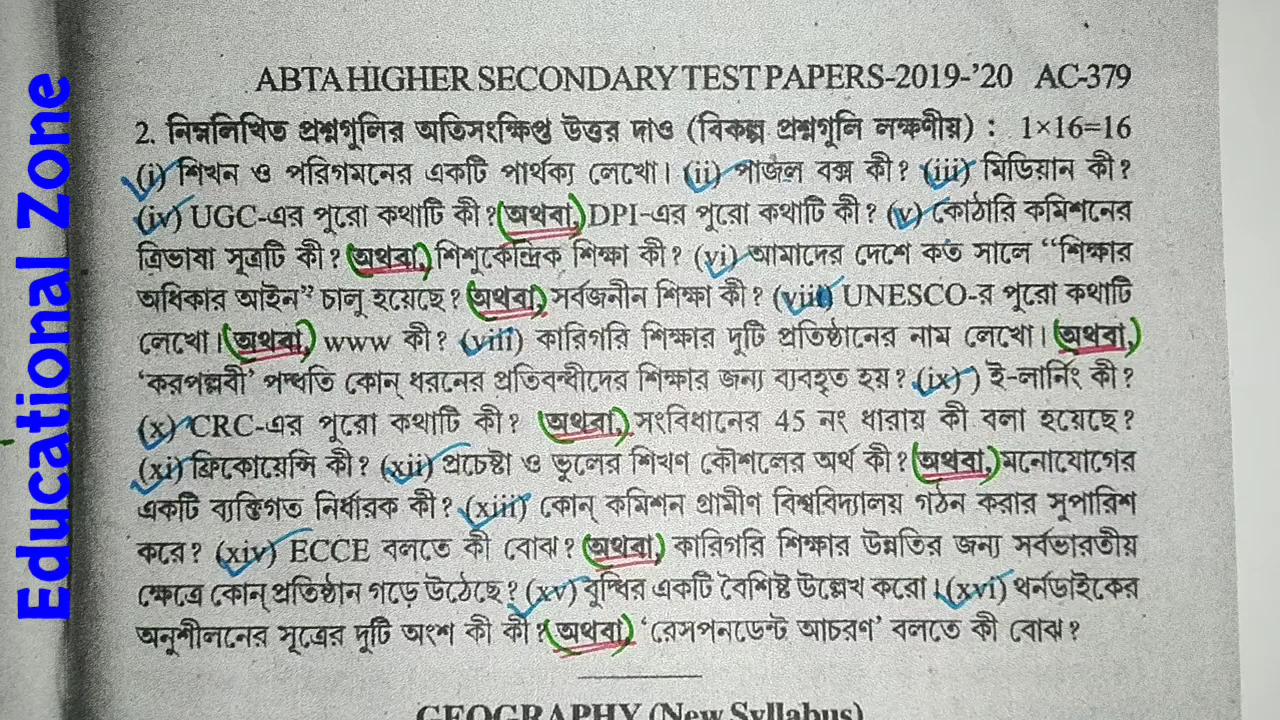 Educational Zone
ABTA HIGHER SECONDARY TEST PAPERS-2019-'20 AC-379
2. নিম্নলিখিত প্রশ্নগুলির অতিসংক্ষিপ্ত উত্তর দাও (বিকল্প প্রশ্নগুলি লক্ষণীয়) : 1×16=16
(i) শিখন ও পরিণমনের একটি পার্থক্য লেখো। (ii) পাজল বক্স কী? (iii) মিডিয়ান কী?
(iv) UGC-এর পুরো কথাটি কী? (অথবা,) DPI-এর পুরো কথাটি কী? (v) কোঠারি কমিশনের
ত্রিভাষা সূত্রটি কী? (অথবা,) শিশুকেন্দ্রিক শিক্ষা কী? (vi) আমাদের দেশে কত সালে “শিক্ষার
অধিকার আইন” চালু হয়েছে? (অথবা,) সর্বজনীন শিক্ষা কী? (vii) UNESCO-র পুরো কথাটি
লেখো। (অথবা,) www কী? (viii) কারিগরি শিক্ষার দুটি প্রতিষ্ঠানের নাম লেখো। (অথবা,)
‘করপল্লবী’ পদ্ধতি কোন্ ধরনের প্রতিবন্ধীদের শিক্ষার জন্য ব্যবহৃত হয়? (ix) ) ই-লার্নিং কী?
(x) CRC-এর পুরো কথাটি কী? (অথবা,) সংবিধানের 45 নং ধারায় কী বলা হয়েছে?
(xi) ফ্রিকোয়েন্সি কী? (xii) প্রচেষ্টা ও ভুলের শিখণ কৌশলের অর্থ কী? (অথবা,) মনোযোগের
একটি ব্যক্তিগত নির্ধারক কী? (xiii) কোন্ কমিশন গ্রামীণ বিশ্ববিদ্যালয় গঠন করার সুপারিশ
করে? (xiv) ECCE বলতে কী বোঝ? (অথবা,) কারিগরি শিক্ষার উন্নতির জন্য সর্বভারতীয়
ক্ষেত্রে কোন্ প্রতিষ্ঠান গড়ে উঠেছে? (xv) বুদ্ধির একটি বৈশিষ্ট উল্লেখ করো। (xvi) থর্নডাইকের
অনুশীলনের সূত্রের দুটি অংশ কী কী? (অথবা) ‘রেসপনডেন্ট আচরণ’ বলতে কী বোঝ?
GEOGRAPHY (New Syllabus)